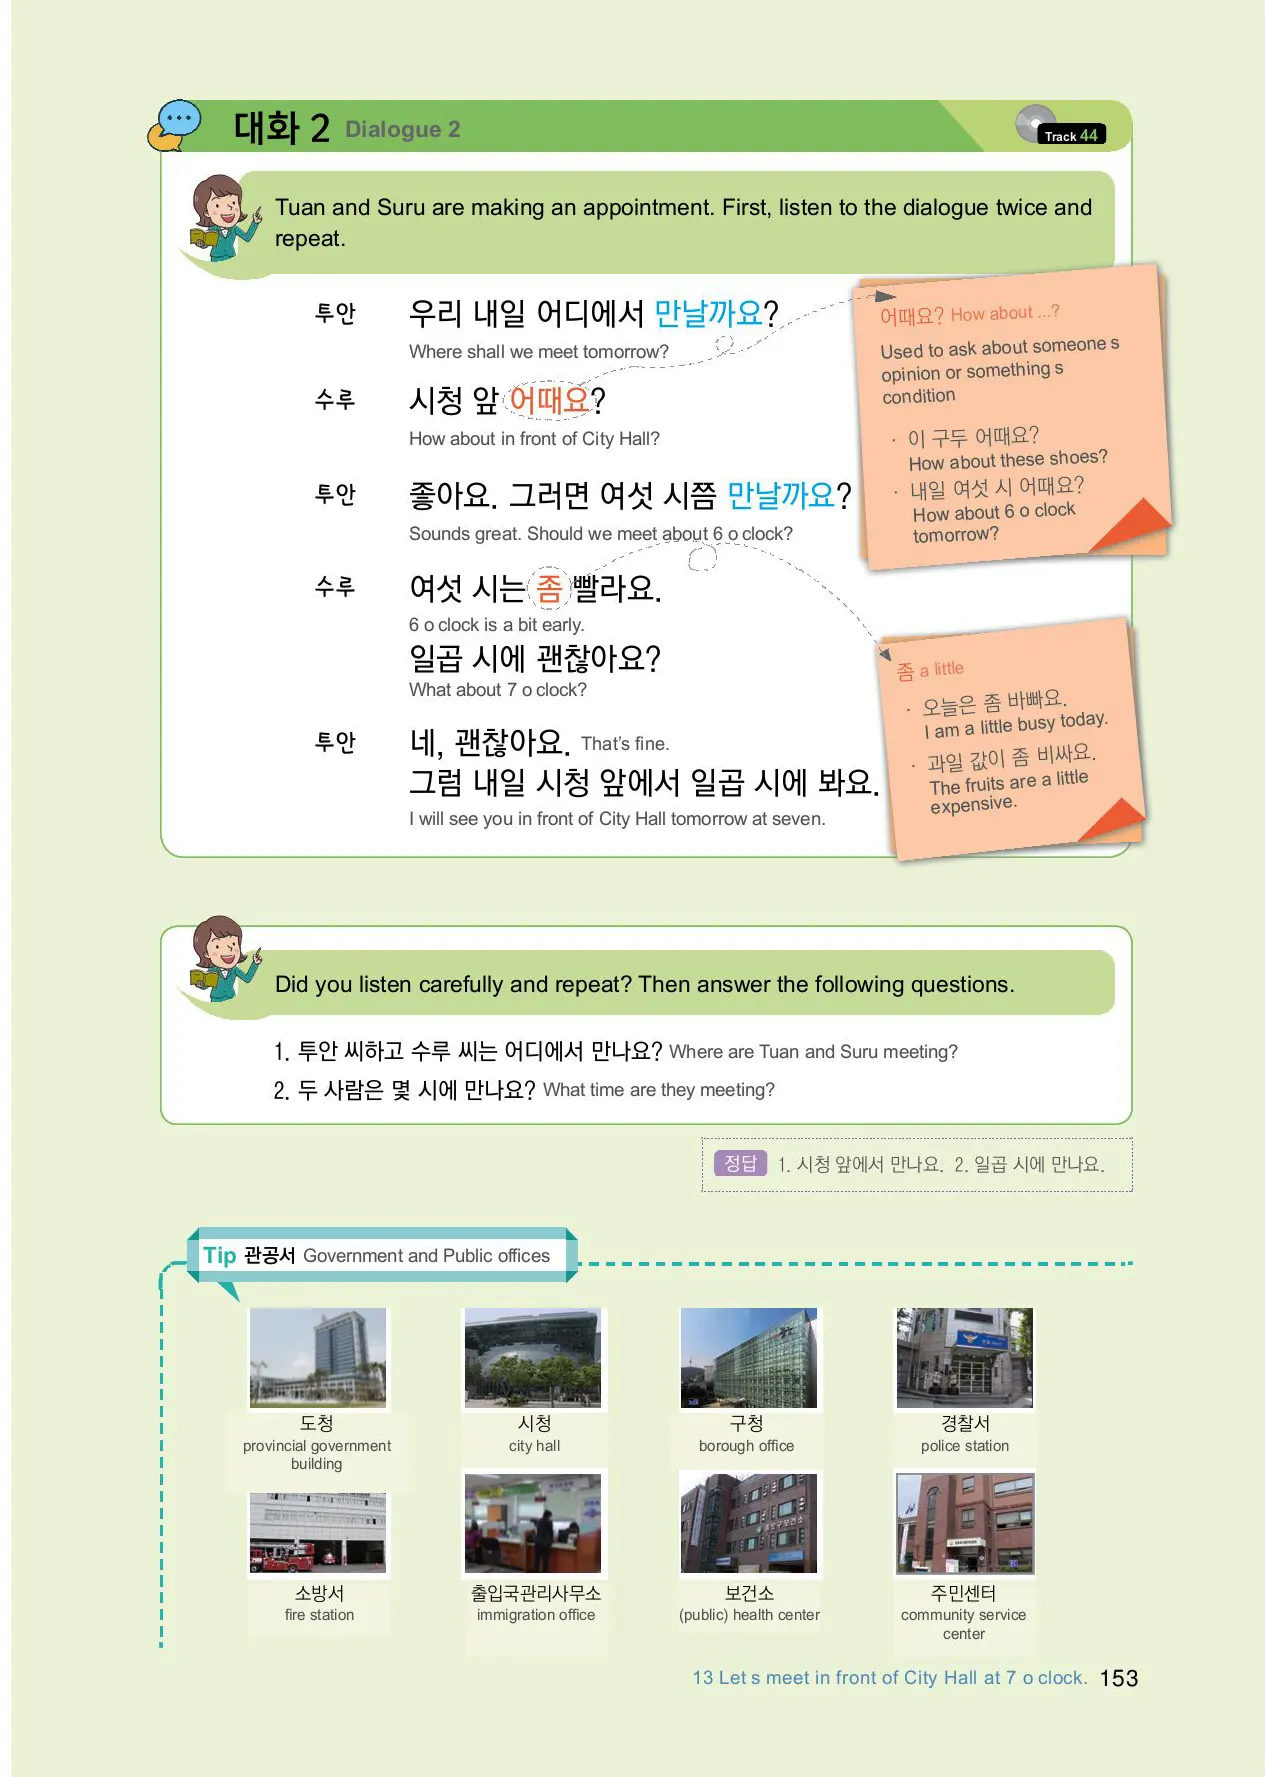 대화 2 Dialogue 2
Track 44
Tuan and Suru are making an appointment. First, listen to the dialogue twice and
repeat.
투안 우리 내일 어디에서 만날까요?
Where shall we meet tomorrow?
수루 시청 앞 어때요?
How about in front of City Hall?
투안 좋아요. 그러면 여섯 시쯤 만날까요?
Sounds great. Should we meet about 6 o clock?
수루 여섯 시는 좀 빨라요.
6 o clock is a bit early.
일곱 시에 괜찮아요?
What about 7 o clock?
투안 네, 괜찮아요. That's fine.
그럼 내일 시청 앞에서 일곱 시에 봐요.
I will see you in front of City Hall tomorrow at seven.
어때요? How about ...?
Used to ask about someone s
opinion or something s
condition
· 이 구두 어때요?
How about these shoes?
· 내일 여섯 시 어때요?
How about 6 o clock
tomorrow?
좀 a little
· 오늘은 좀 바빠요.
I am a little busy today.
· 과일 값이 좀 비싸요.
The fruits are a little
expensive.
Did you listen carefully and repeat? Then answer the following questions.
1. 투안 씨하고 수루 씨는 어디에서 만나요? Where are Tuan and Suru meeting?
2. 두 사람은 몇 시에 만나요? What time are they meeting?
정답 1. 시청 앞에서 만나요. 2. 일곱 시에 만나요.
Tip 관공서 Government and Public offices
도청
provincial government
building
시청
city hall
구청
borough office
경찰서
police station
소방서
fire station
출입국관리사무소
immigration office
보건소
(public) health center
주민센터
community service
center
13 Let s meet in front of City Hall at 7 o clock. 153